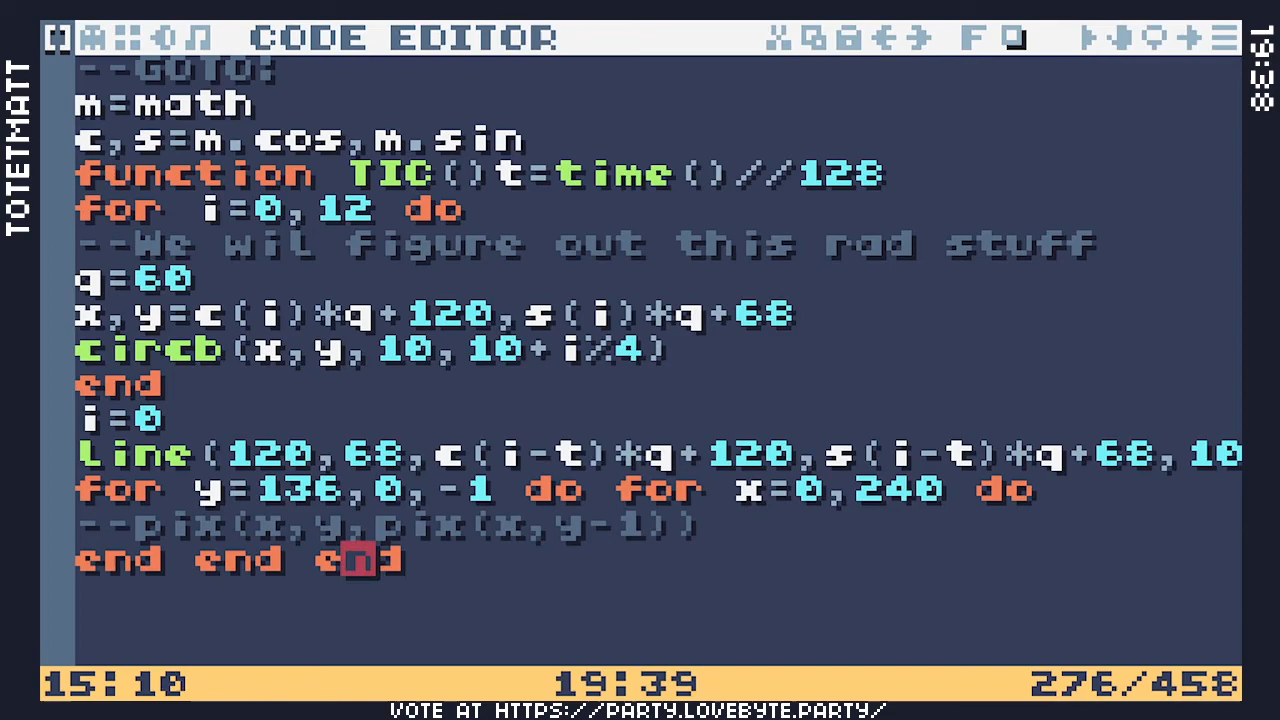 CODE EDITOR
F
--GOTO:
m=math
c,s=m.cos,m.sin
function TIC()t=time()//128
for i=0,12 do
--We wil figure out this rad stuff
q=60
x,y=c(i)*q+120,s(i)*q+68
circb(x,y,10,10+i%4)
end
i=0
line(120,68,c(i-t)*q+120,s(i-t)*q+68,10
for y=136,0,-1 do for x=0,240 do
--pix(x,y,pix(x,y-1))
end end end
15:10 19:39 276/458
VOTE AT HTTPS://PARTY.LOVEBYTE.PARTY/
TOTETMATT
19:38